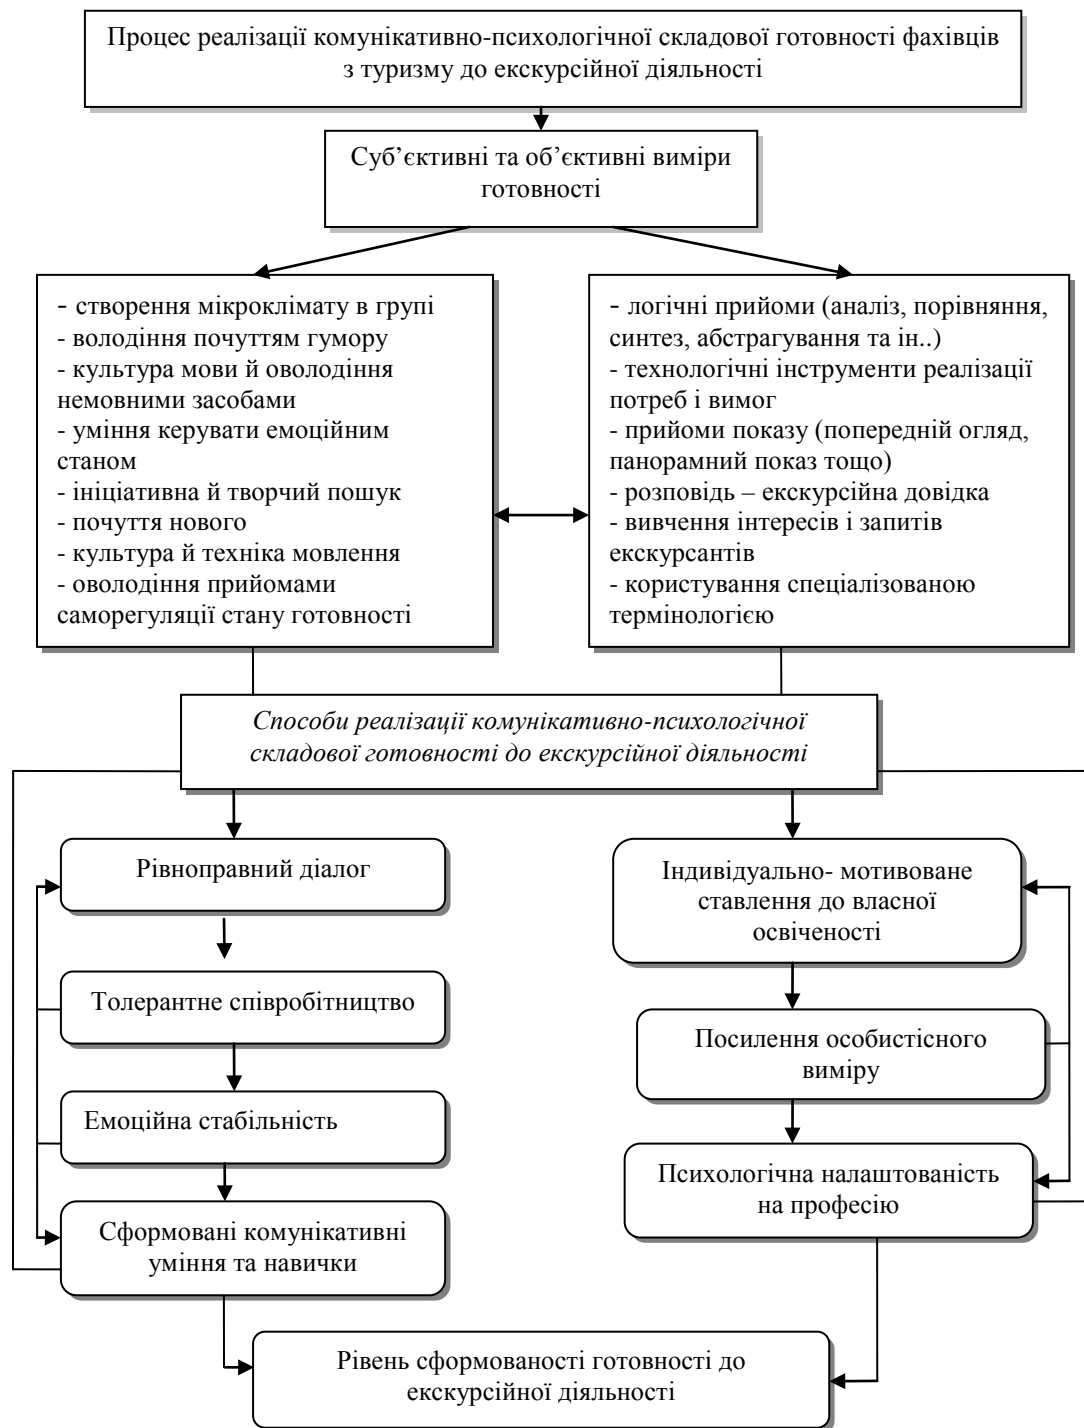 Процес реалізації комунікативно-психологічної складової готовності фахівців
з туризму до екскурсійної діяльності
Суб’єктивні та об’єктивні виміри
готовності
- створення мікроклімату в групі
- володіння почуттям гумору
- культура мови й оволодіння
немовними засобами
- уміння керувати емоційним
станом
- ініціативна й творчий пошук
- почуття нового
- культура й техніка мовлення
- оволодіння прийомами
саморегуляції стану готовності
- логічні прийоми (аналіз, порівняння,
синтез, абстрагування та ін..)
- технологічні інструменти реалізації
потреб і вимог
- прийоми показу (попередній огляд,
панорамний показ тощо)
- розповідь – екскурсійна довідка
- вивчення інтересів і запитів
екскурсантів
- користування спеціалізованою
термінологією
Способи реалізації комунікативно-психологічної
складової готовності до екскурсійної діяльності
Рівноправний діалог
Толерантне співробітництво
Емоційна стабільність
Сформовані комунікативні
уміння та навички
Індивідуально- мотивоване
ставлення до власної
освіченості
Посилення особистісного
виміру
Психологічна налаштованість
на професію
Рівень сформованості готовності до
екскурсійної діяльності